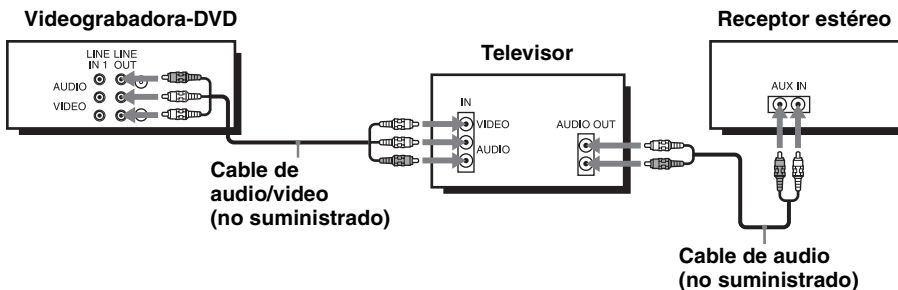 Videograbadora-DVD
Receptor estéreo
Televisor
LINE LINE
IN 1 OUT
AUDIO
VIDEO
AUX IN
IN
VIDEO
AUDIO
AUDIO OUT
Cable de
audio/video
(no suministrado)
Cable de audio
(no suministrado)